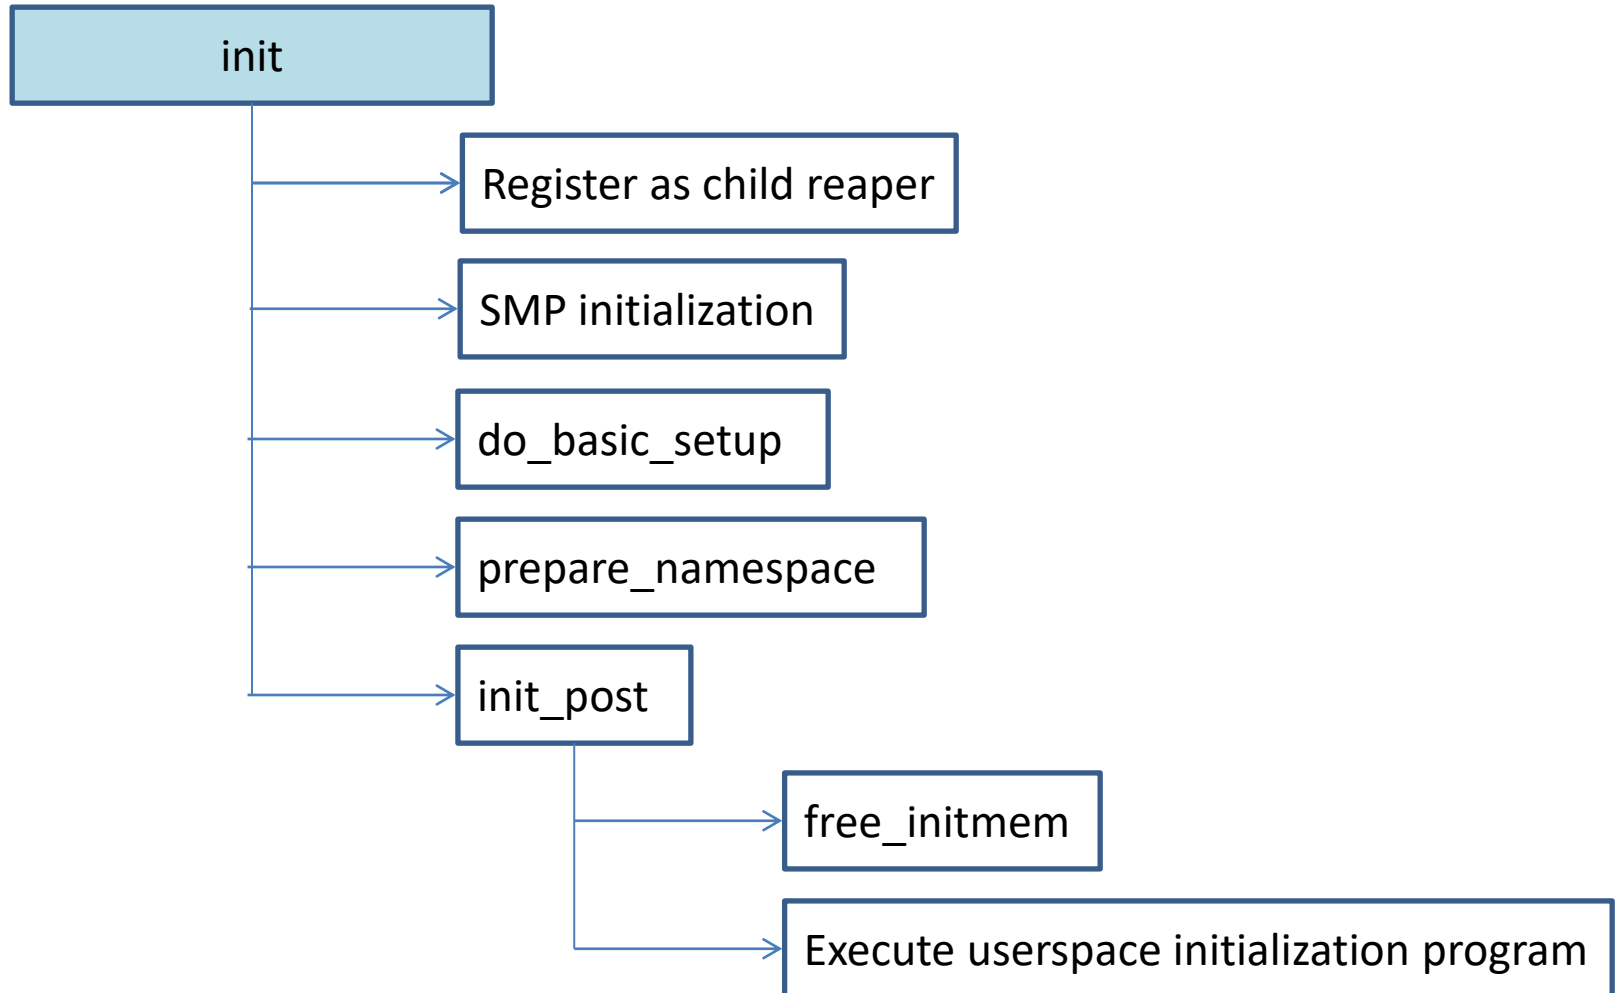 init
Register as child reaper
SMP initialization
do_basic_setup
prepare_namespace
init_post
free_initmem
Execute userspace initialization program